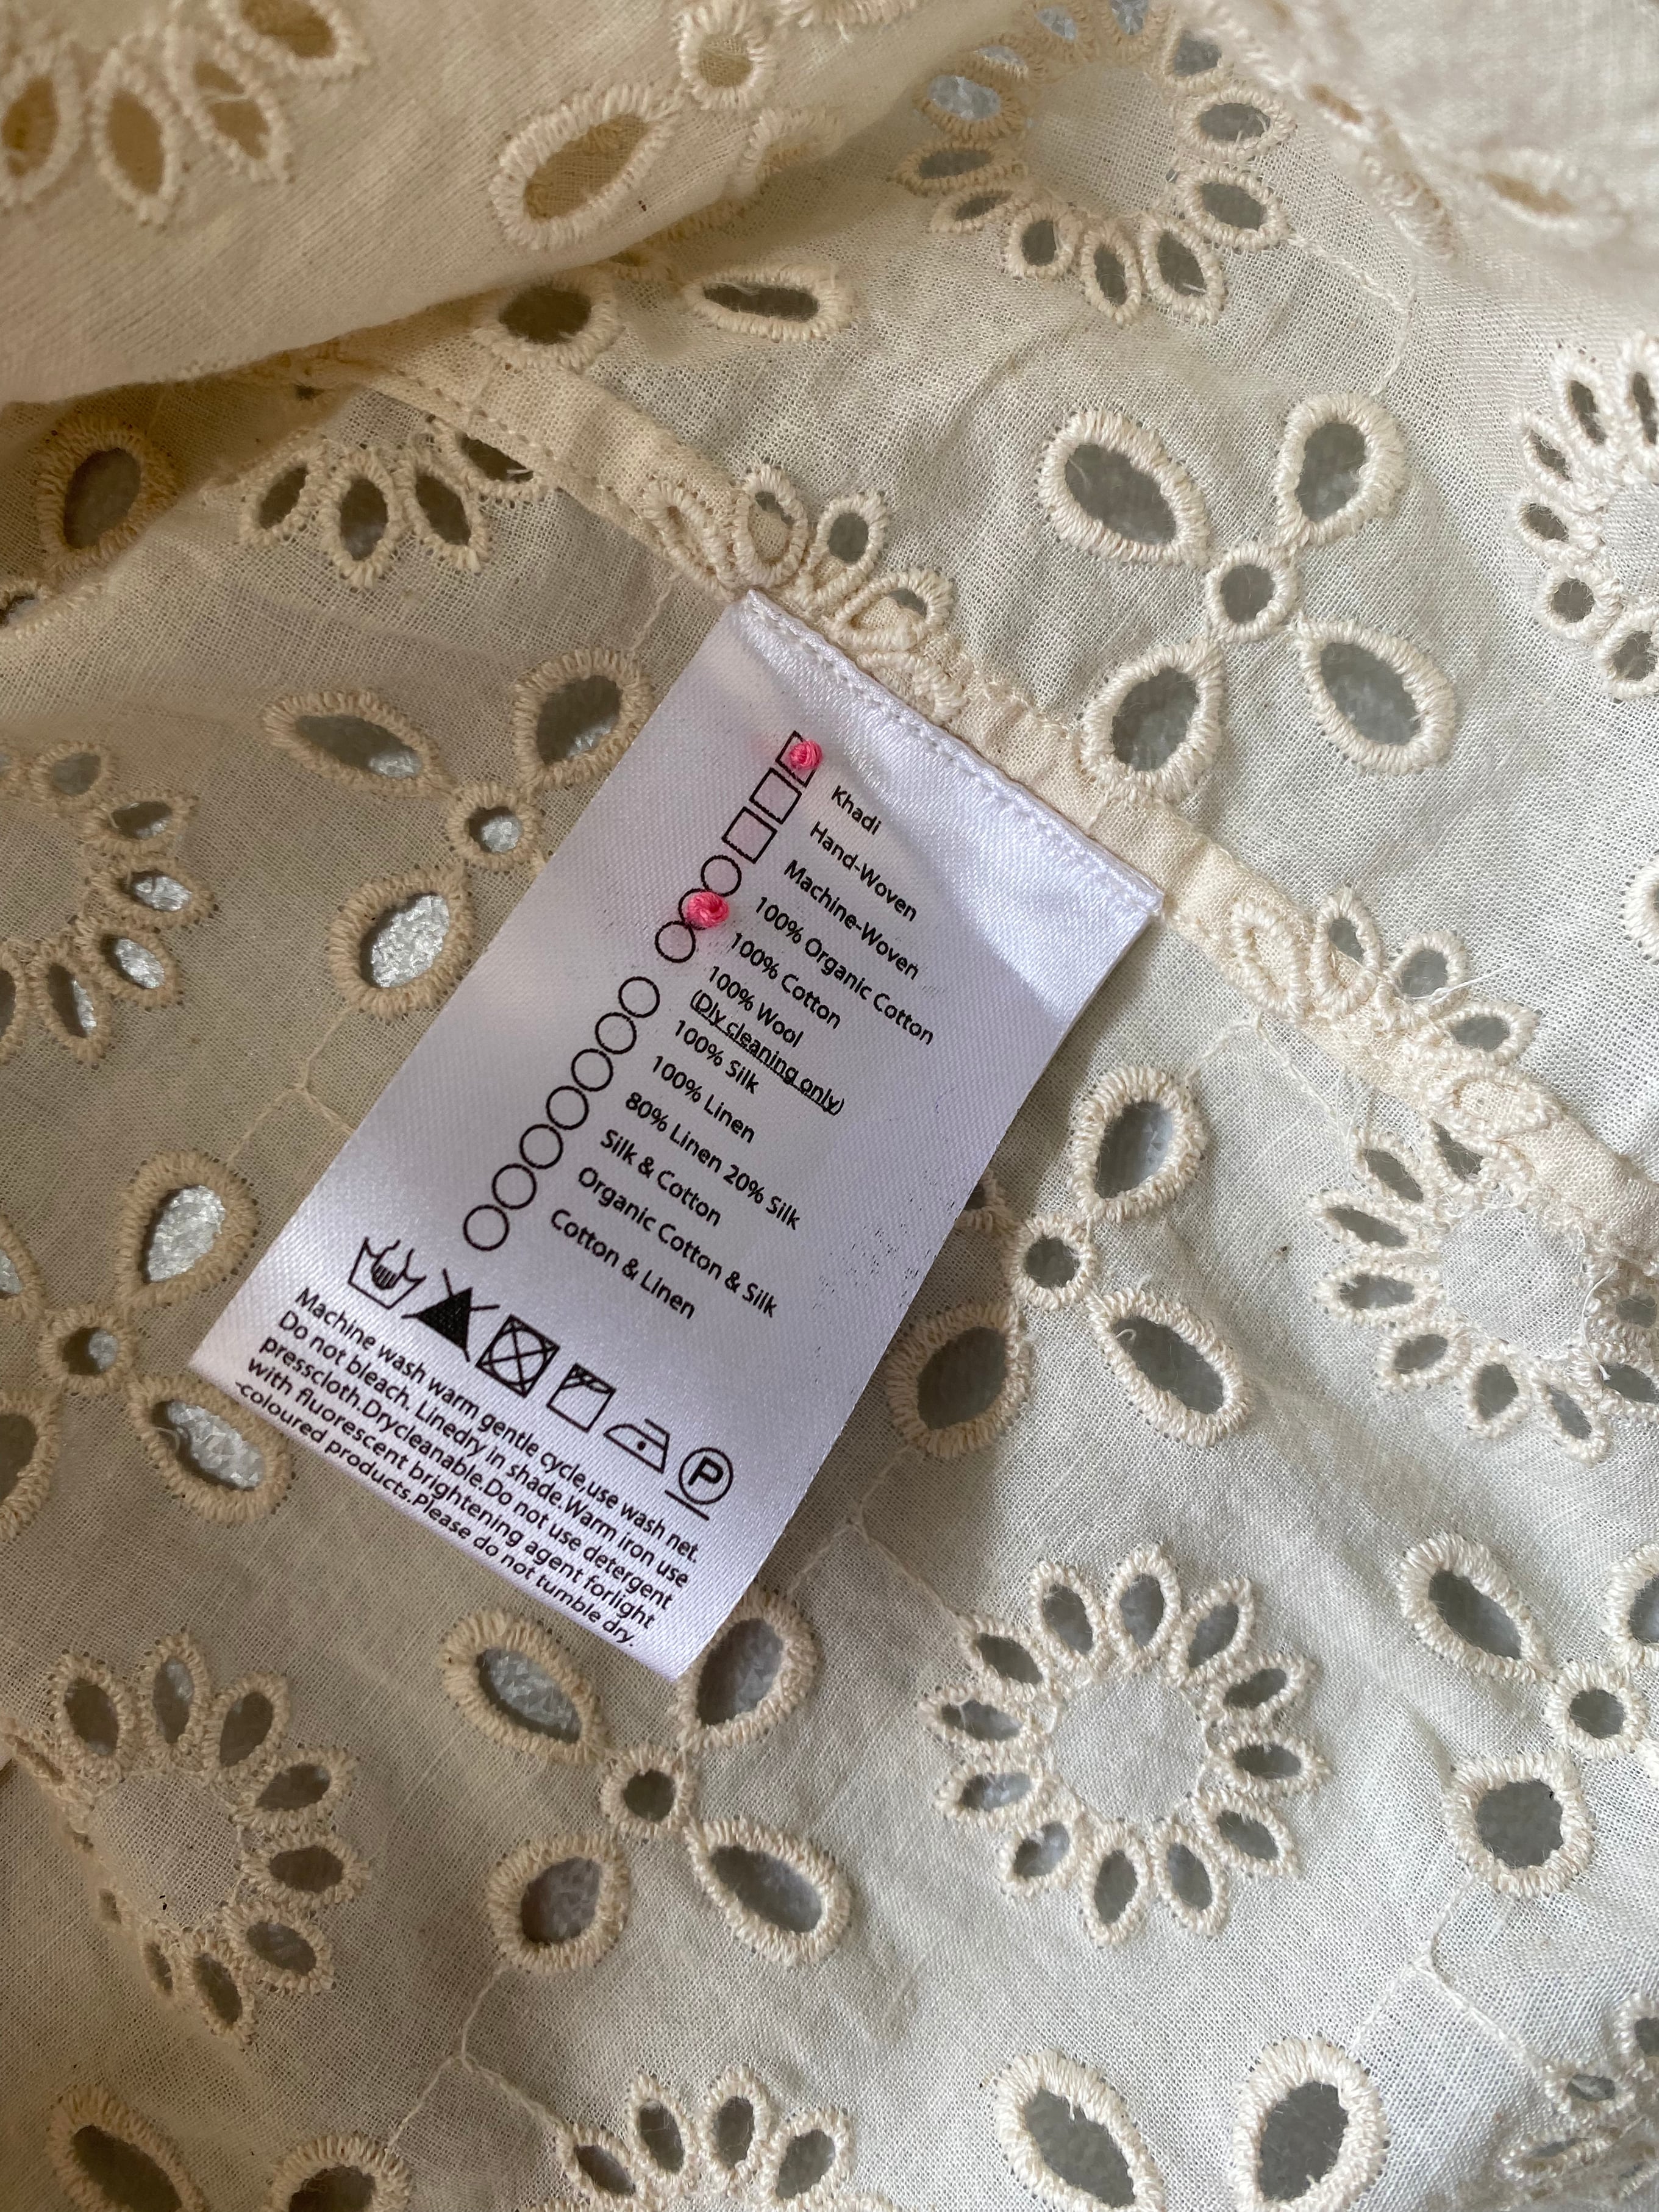 Khadi
Hand-Woven
Machine-Woven
100% Organic Cotton
100% Cotton
100% Wool
(Dly cleaning only)
100% Silk
100% Linen
80% Linen 20% Silk
Silk & Cotton
Organic Cotton & Silk
Cotton & Linen
P
Machine wash warm gentle cycle,use wash net.
Do not bleach. Linedry in shade.Warm iron use
presscloth.Drycleanable.Do not use detergent
with fluorescent brightening agent forlight
-coloured products.Please do not tumble dry.